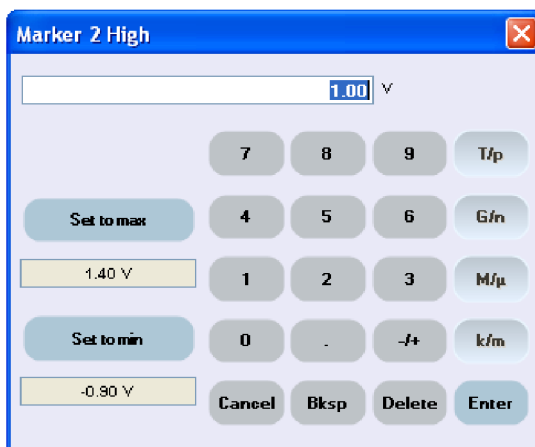 Marker 2 High
1.00 V
7 8 9 T/p
Set to max 4 5 6 G/n
1.40 V 1 2 3 M/µ
Set to min 0 . -/+ k/m
-0.90 V Cancel Bksp Delete Enter